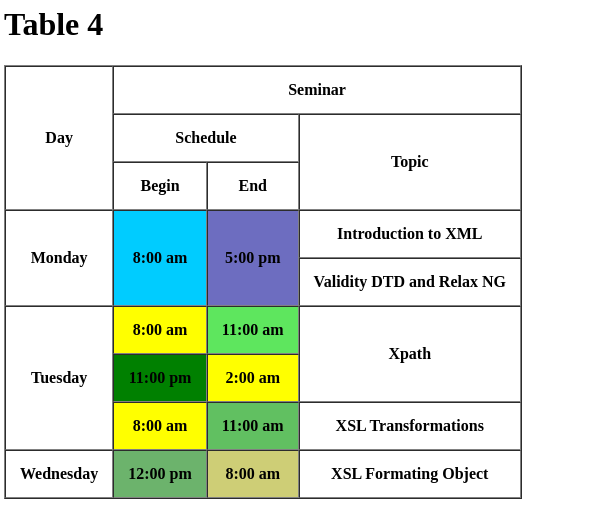 Table 4
Day
Seminar
Schedule
Topic
Begin
End
Monday
8:00 am
5:00 pm
Introduction to XML
Validity DTD and Relax NG
Tuesday
8:00 am
11:00 am
Xpath
11:00 pm
2:00 am
8:00 am
11:00 am
XSL Transformations
Wednesday
12:00 pm
8:00 am
XSL Formating Object